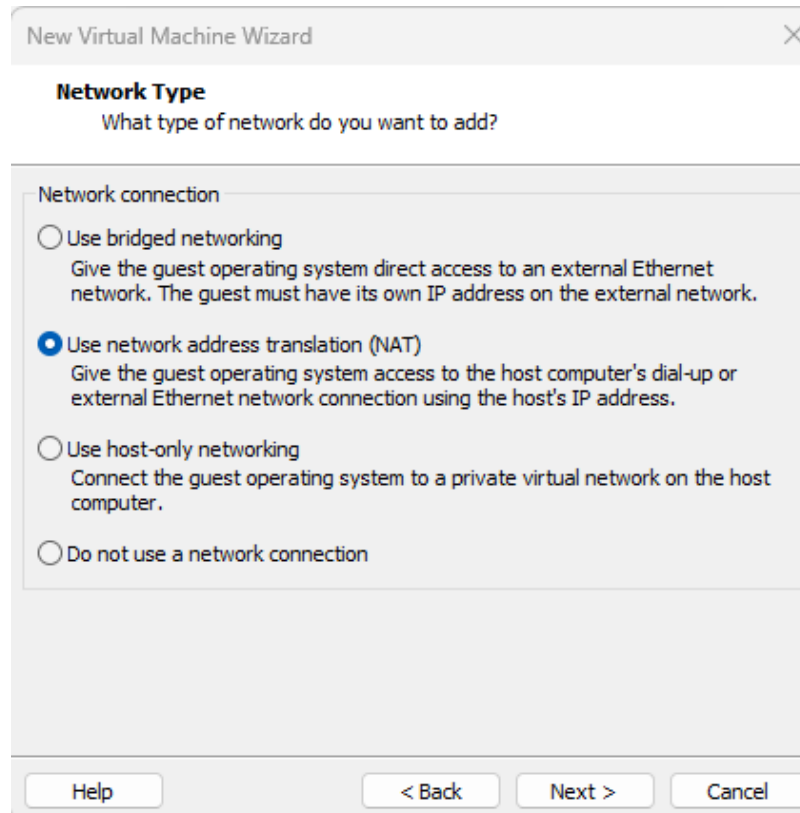 New Virtual Machine Wizard
Network Type
What type of network do you want to add?
Network connection
Use bridged networking
Give the guest operating system direct access to an external Ethernet
network. The guest must have its own IP address on the external network.
Use network address translation (NAT)
Give the guest operating system access to the host computer's dial-up or
external Ethernet network connection using the host's IP address.
Use host-only networking
Connect the guest operating system to a private virtual network on the host
computer.
Do not use a network connection
Help
< Back
Next >
Cancel